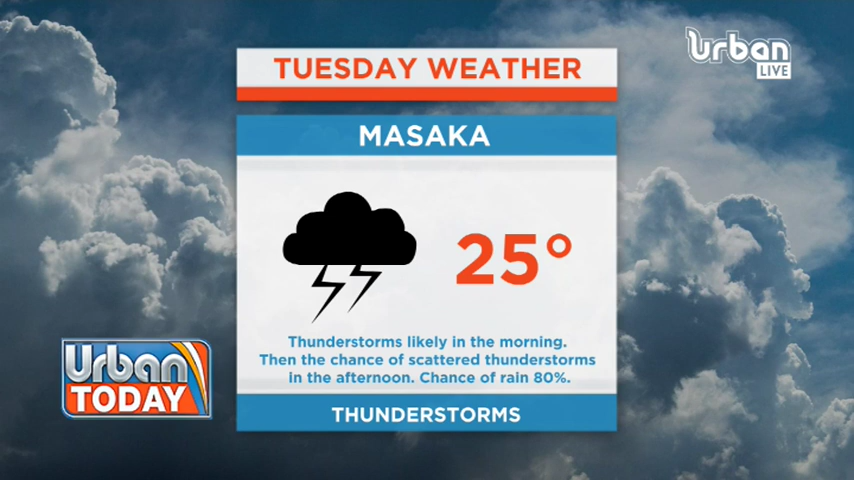 TUESDAY WEATHER
Urban
LIVE
MASAKA
25°
Thunderstorms likely in the morning.
Then the chance of scattered thunderstorms
in the afternoon. Chance of rain 80%.
THUNDERSTORMS
Urban
TODAY